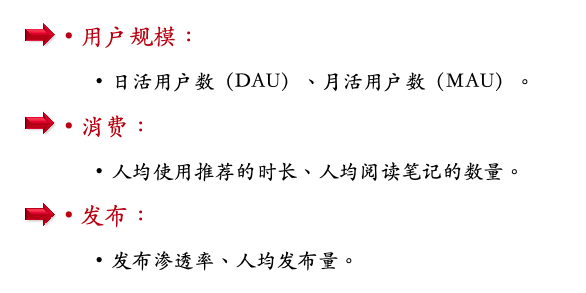 • 用户规模：
• 日活用户数（DAU）、月活用户数（MAU）。
• 消费：
• 人均使用推荐的时长、人均阅读笔记的数量。
• 发布：
• 发布渗透率、人均发布量。